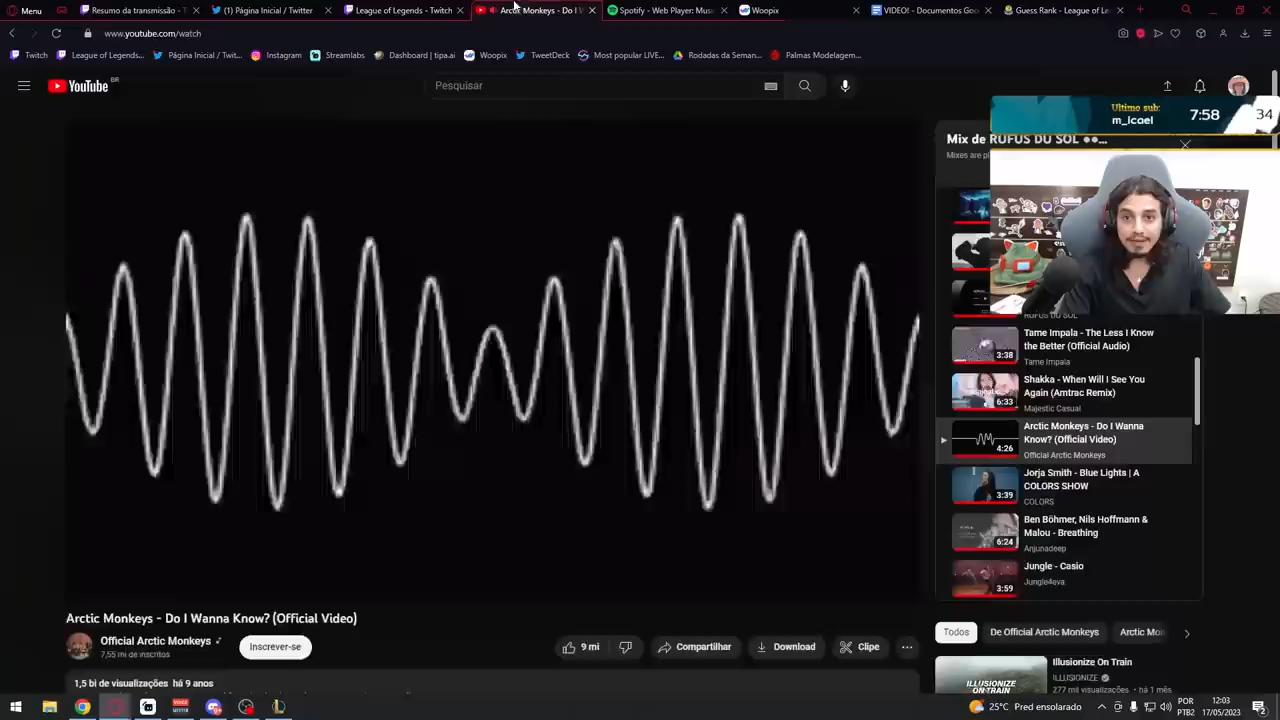 Menu
Resumo da transmissão - T
(1) Página Inicial / Twitter
League of Legends - Twitch
Arctic Monkeys - Do I W
Spotify - Web Player: Mus
Woopix
VIDEO! - Documentos Goo
Guess Rank - League of Le
www.youtube.com/watch
Twitch
League of Legends...
Página Inicial / Twit...
Instagram
Streamlabs
Dashboard | tipa.ai
Woopix
TweetDeck
Most popular LIVE...
Rodadas da Seman...
Palmas Modelagem...
YouTube BR
Pesquisar
Ultimo sub:
m_icael
7:58
34
Mix de RUFUS DU SOL ●●...
Mixes are pl
RUFUS DU SOL
Tame Impala - The Less I Know
the Better (Official Audio)
3:38
Tame Impala
Shakka - When Will I See You
Again (Amtrac Remix)
6:33
Majestic Casual
Arctic Monkeys - Do I Wanna
Know? (Official Video)
4:26
Official Arctic Monkeys
Jorja Smith - Blue Lights | A
COLORS SHOW
3:39
COLORS
Ben Böhmer, Nils Hoffmann &
Malou - Breathing
6:24
Anjunadeep
Jungle - Casio
3:59
Jungle4eva
Arctic Monkeys - Do I Wanna Know? (Official Video)
Official Arctic Monkeys
7,55 mi de inscritos
Inscrever-se
9 mi
Compartilhar
Download
Clipe
Todos
De Official Arctic Monkeys
Arctic Mon
1,5 bi de visualizações há 9 anos
Illusionize On Train
ILLUSIONIZE
277 mil visualizações • há 1 mês
ILLUSIONIZE
ON TRAIN
25°C Pred ensolarado
POR
PTB2
12:03
17/05/2023
2